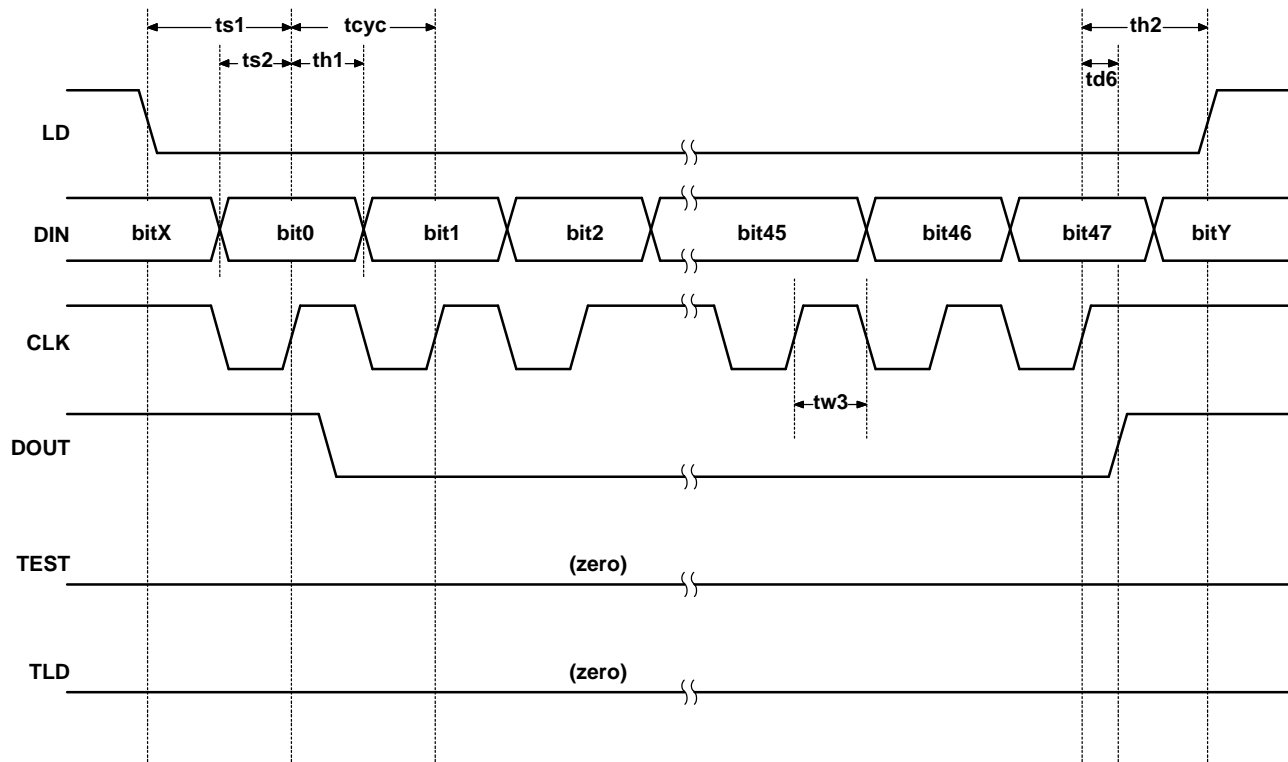 ts1 tcyc th2
ts2 th1 td6
LD
DIN bitX bit0 bit1 bit2 bit45 bit46 bit47 bitY
CLK
tw3
DOUT
TEST (zero)
TLD (zero)